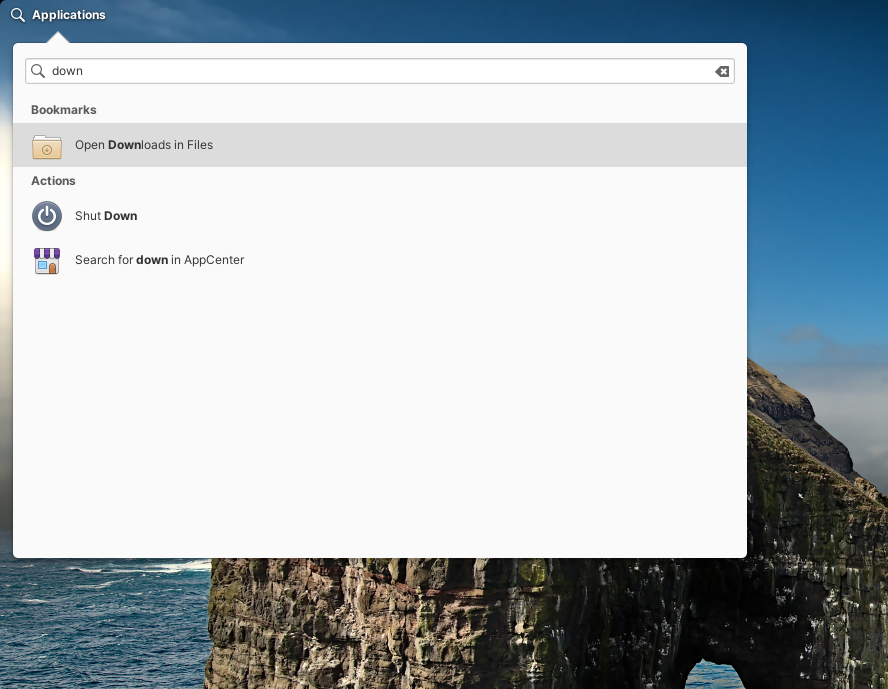 Applications
down
Bookmarks
Open Downloads in Files
Actions
Shut Down
Search for down in AppCenter